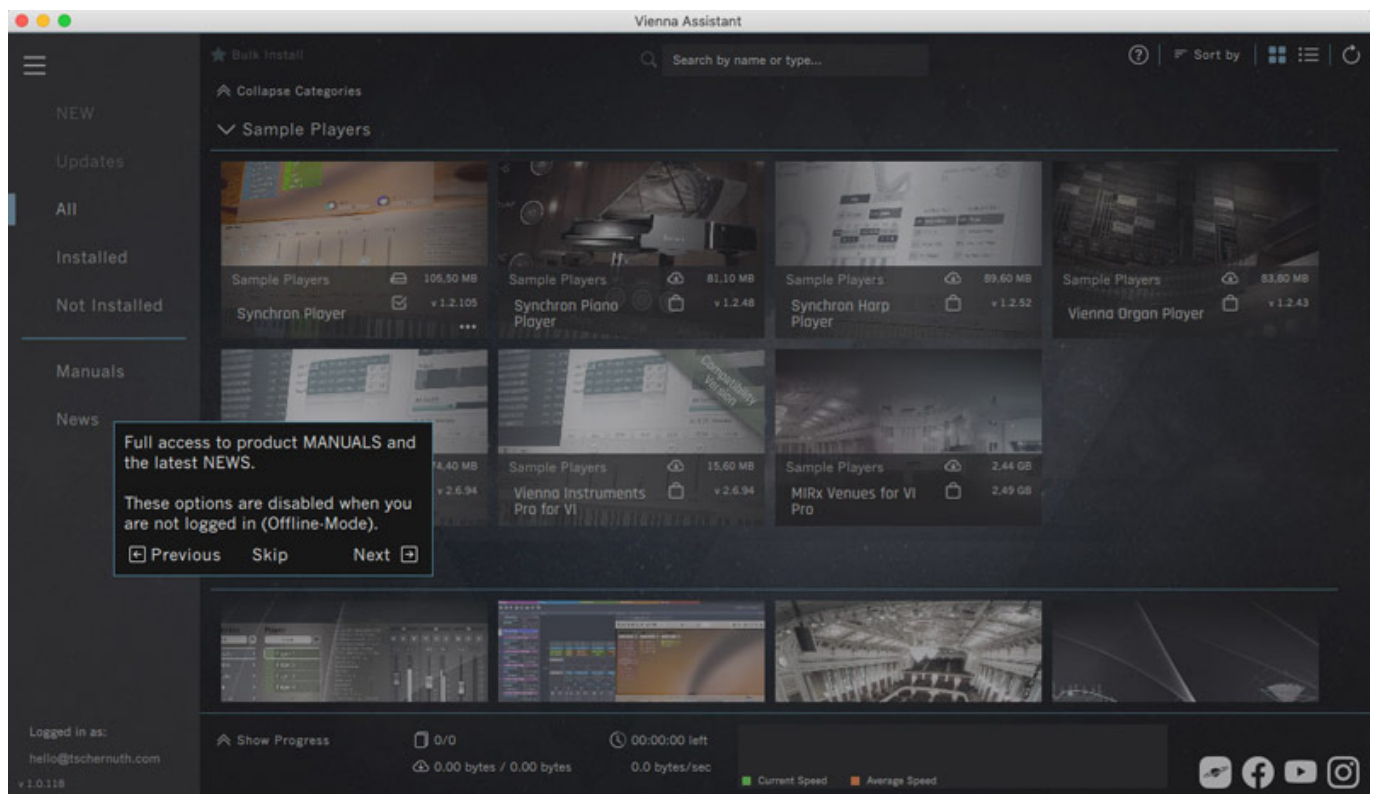 Vienna Assistant
Bulk Install
Search by name or type...
Sort by
Collapse Categories
NEW
Updates
All
Installed
Not Installed
Manuals
News
Sample Players
Sample Players
105,50 MB
Synchron Player
v 1.2.105
Sample Players
81,10 MB
Synchron Piano
Player
v 1.2.48
Sample Players
89,60 MB
Synchron Harp
Player
v 1.2.52
Sample Players
83,80 MB
Vienna Organ Player
v 1.2.43
74,40 MB
v 2.6.94
Compatibility
Version
Sample Players
15,60 MB
Vienna Instruments
Pro for VI
v 2.6.94
Sample Players
2,44 GB
MIRx Venues for VI
Pro
2,49 GB
Full access to product MANUALS and
the latest NEWS.
These options are disabled when you
are not logged in (Offline-Mode).
Previous Skip Next
Logged in as:
hello@tschernuth.com
v 1.0.118
Show Progress
0/0
00:00:00 left
0.00 bytes / 0.00 bytes
0.0 bytes/sec
Current Speed
Average Speed